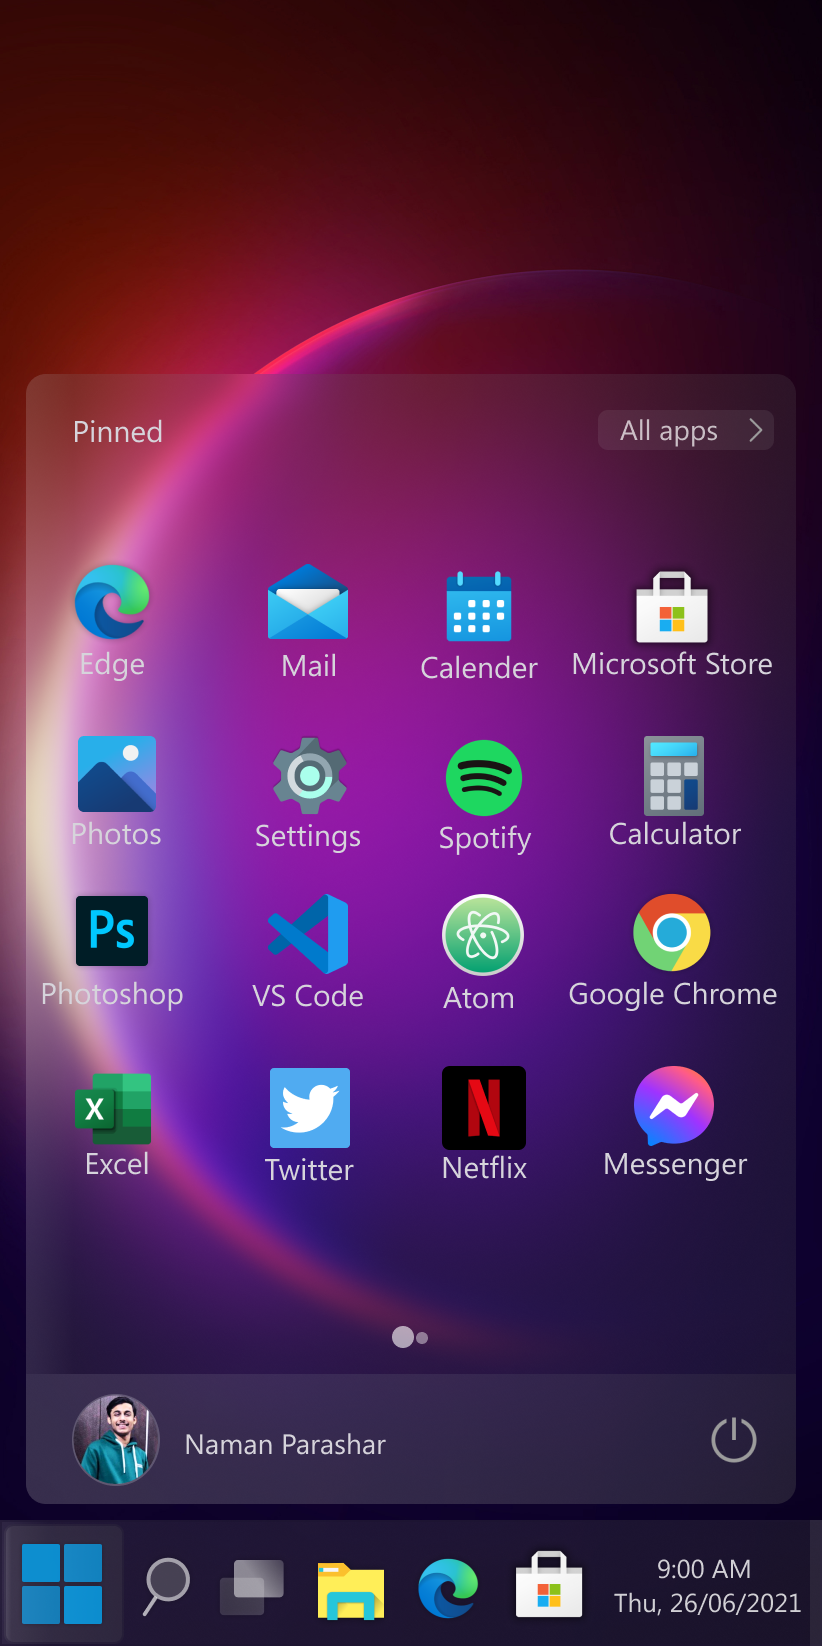 Pinned
All apps
Edge
Mail
Calender
Microsoft Store
Photos
Settings
Spotify
Calculator
Ps
Photoshop
VS Code
Atom
Google Chrome
X
Excel
Twitter
N
Netflix
Messenger
Naman Parashar
9:00 AM
Thu, 26/06/2021